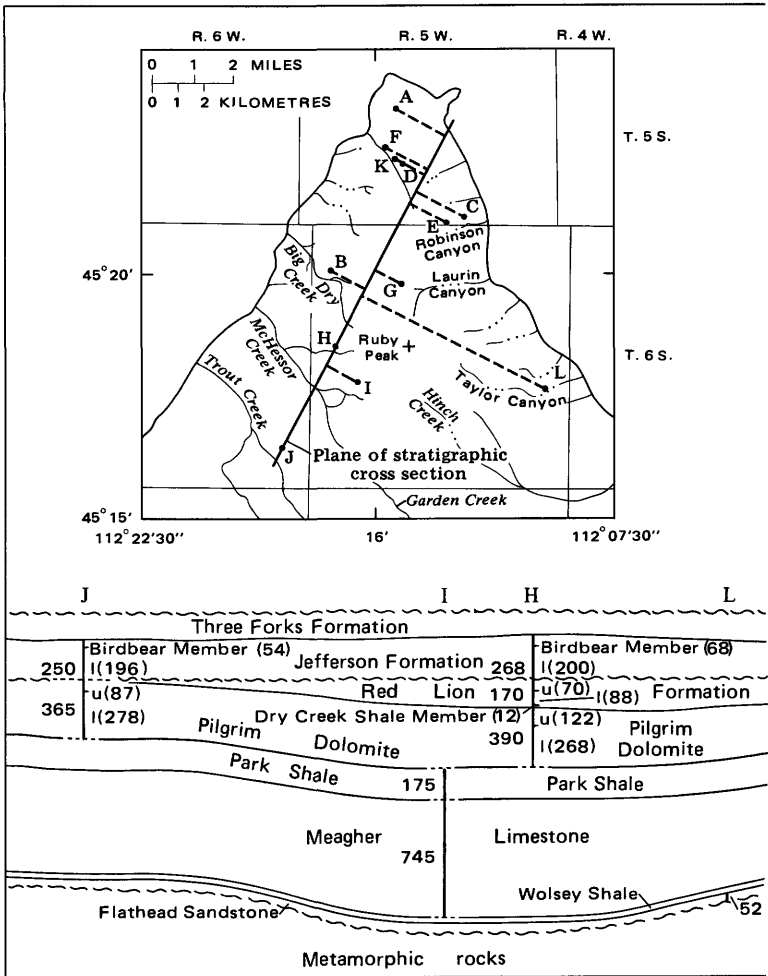 R. 6 W. R. 5 W. R. 4 W.
0 1 2 MILES
0 1 2 KILOMETRES
A
F
K
D
T. 5 S.
C
E
Robinson
Canyon
45° 20'
Big
Dry
Creek
B
G
Laurin
Canyon
McHessor
Creek
H
Ruby
Peak
T. 6 S.
Trout Creek
I
Hinch
Creek
L
Taylor Canyon
J
Plane of stratigraphic
cross section
45° 15'
Garden Creek
112° 22'30" 16' 112° 07'30"
J I H L
Three Forks Formation
Birdbear Member (54) Birdbear Member (68)
250 l(196) Jefferson Formation 268 l(200)
u(87) Red Lion 170 u(70) l(88) Formation
365 l(278) Dry Creek Shale Member (12) u(122)
Pilgrim Dolomite 390 l(268) Pilgrim
Dolomite
Park Shale 175 Park Shale
Meagher Limestone
745
Wolsey Shale
Flathead Sandstone 52
Metamorphic rocks